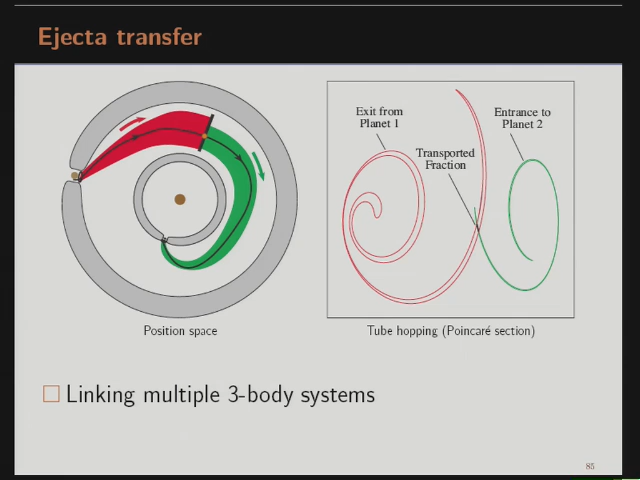 Ejecta transfer
Exit from
Planet 1
Transported
Fraction
Entrance to
Planet 2
Position space
Tube hopping (Poincaré section)
Linking multiple 3-body systems
85